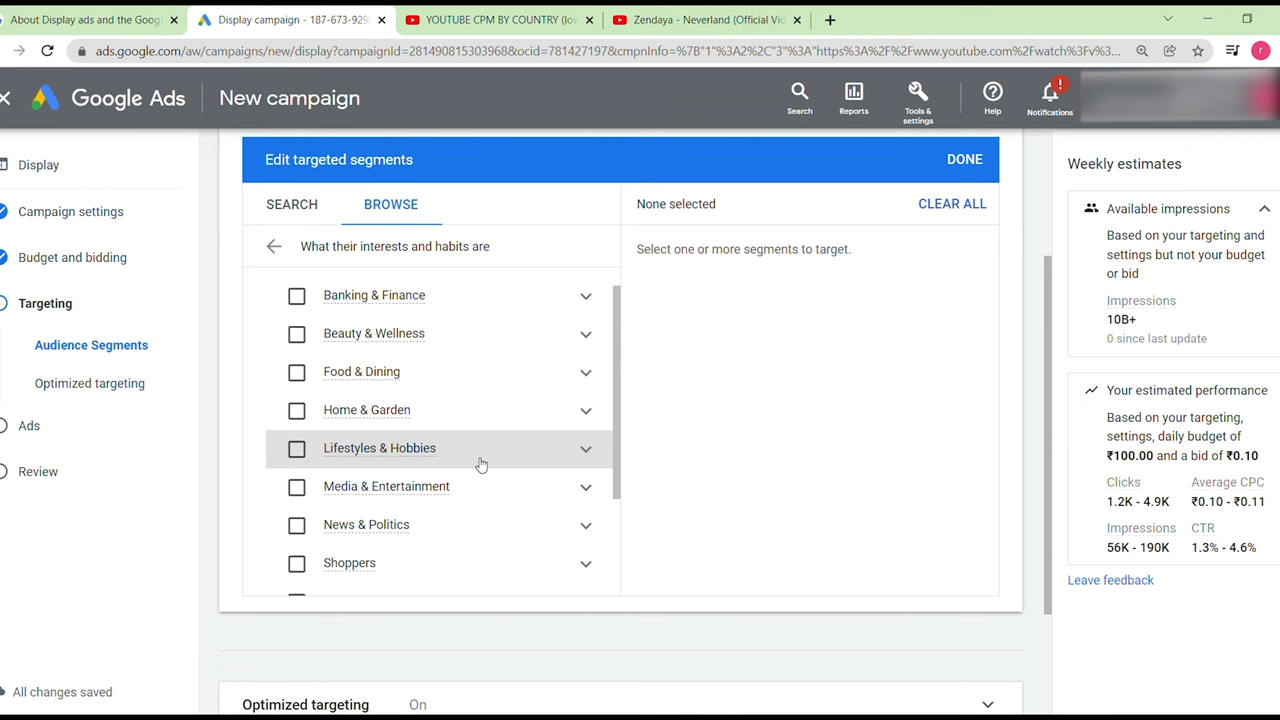 About Display ads and the Googl
Display campaign - 187-673-929
YOUTUBE CPM BY COUNTRY (low
Zendaya - Neverland (Official Vid
ads.google.com/aw/campaigns/new/display?campaignId=281490815303968&ocid=781427197&cmpnInfo=%7B"1"%3A2%2C"3"%3A"https%3A%2F%2Fwww.youtube.com%2Fwatch%3Fv%3...
r
Google Ads
New campaign
Search
Reports
Tools &
settings
Help
!
Notifications
Display
Campaign settings
Budget and bidding
Targeting
Audience Segments
Optimized targeting
Ads
Review
All changes saved
Edit targeted segments
DONE
SEARCH
BROWSE
None selected
CLEAR ALL
What their interests and habits are
Select one or more segments to target.
Banking & Finance
Beauty & Wellness
Food & Dining
Home & Garden
Lifestyles & Hobbies
Media & Entertainment
News & Politics
Shoppers
Optimized targeting
On
Weekly estimates
Available impressions
Based on your targeting and
settings but not your budget
or bid
Impressions
10B+
0 since last update
Your estimated performance
Based on your targeting,
settings, daily budget of
₹100.00 and a bid of ₹0.10
Clicks
Average CPC
1.2K - 4.9K
₹0.10 - ₹0.11
Impressions
CTR
56K - 190K
1.3% - 4.6%
Leave feedback